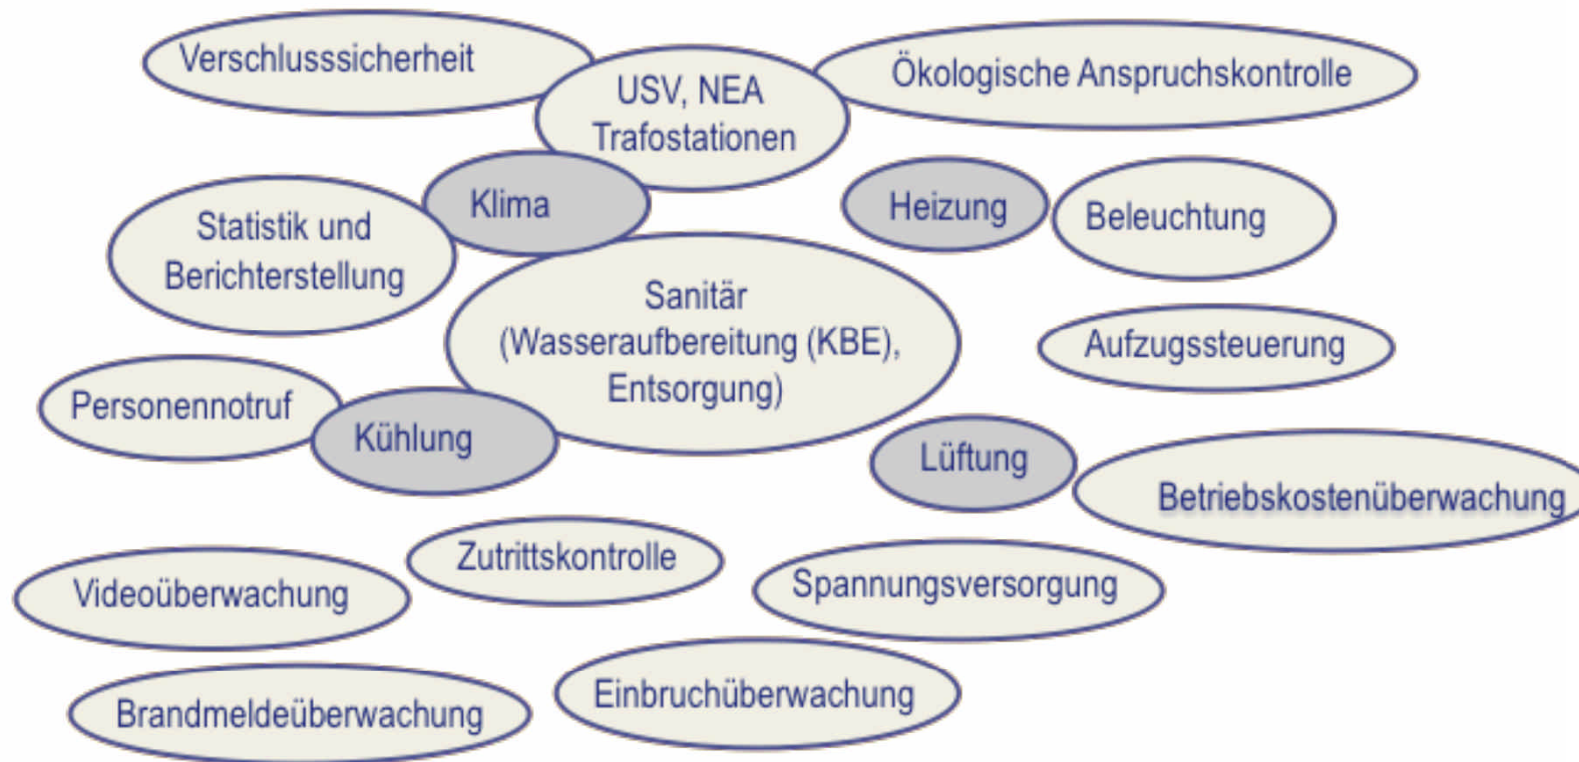 Verschlusssicherheit
USV, NEA
Trafostationen
Ökologische Anspruchskontrolle
Klima
Heizung
Beleuchtung
Statistik und
Berichterstellung
Sanitär
(Wasseraufbereitung (KBE),
Entsorgung)
Aufzugssteuerung
Personennotruf
Kühlung
Lüftung
Betriebskostenüberwachung
Zutrittskontrolle
Videoüberwachung
Spannungsversorgung
Einbruchüberwachung
Brandmeldeüberwachung